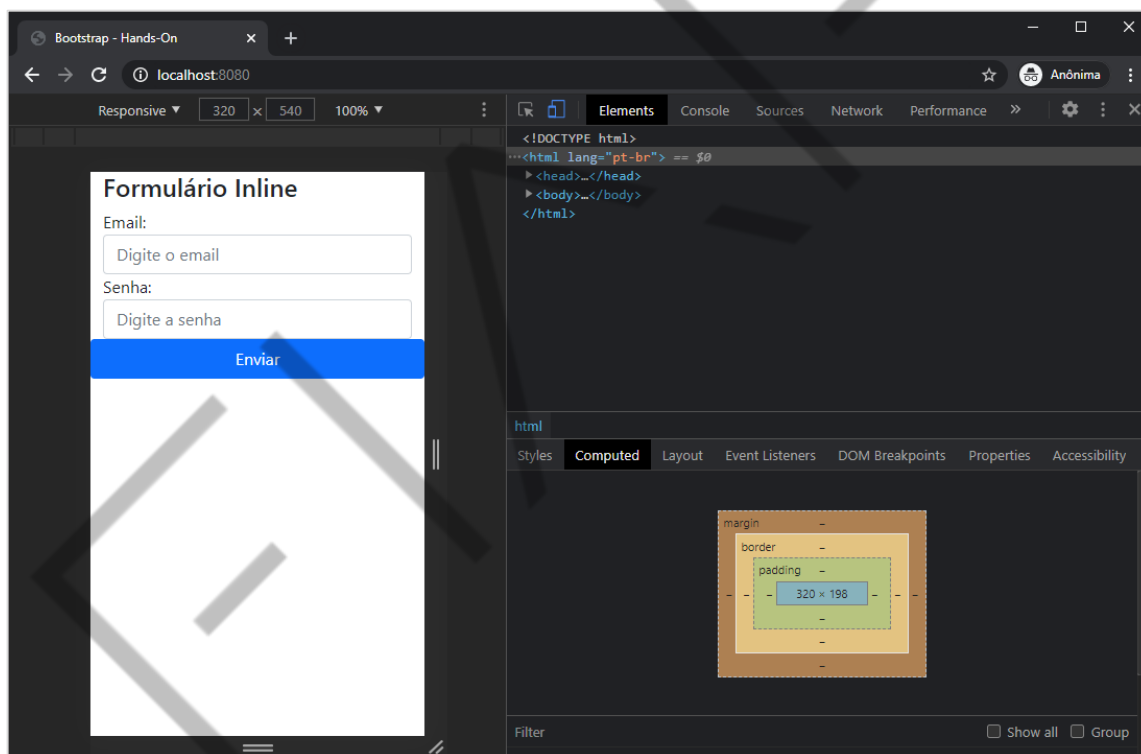 Bootstrap - Hands-On
localhost:8080
Anônima
Responsive ▼ 320 × 540 100% ▼
Formulário Inline
Email:
Digite o email
Senha:
Digite a senha
Enviar
Elements Console Sources Network Performance »
<!DOCTYPE html>
···<html lang="pt-br"> == $0
▶<head>…</head>
▶<body>…</body>
</html>
html
Styles Computed Layout Event Listeners DOM Breakpoints Properties Accessibility
margin –
border –
padding –
– – – 320 × 198 – – –
–
–
–
Filter Show all Group